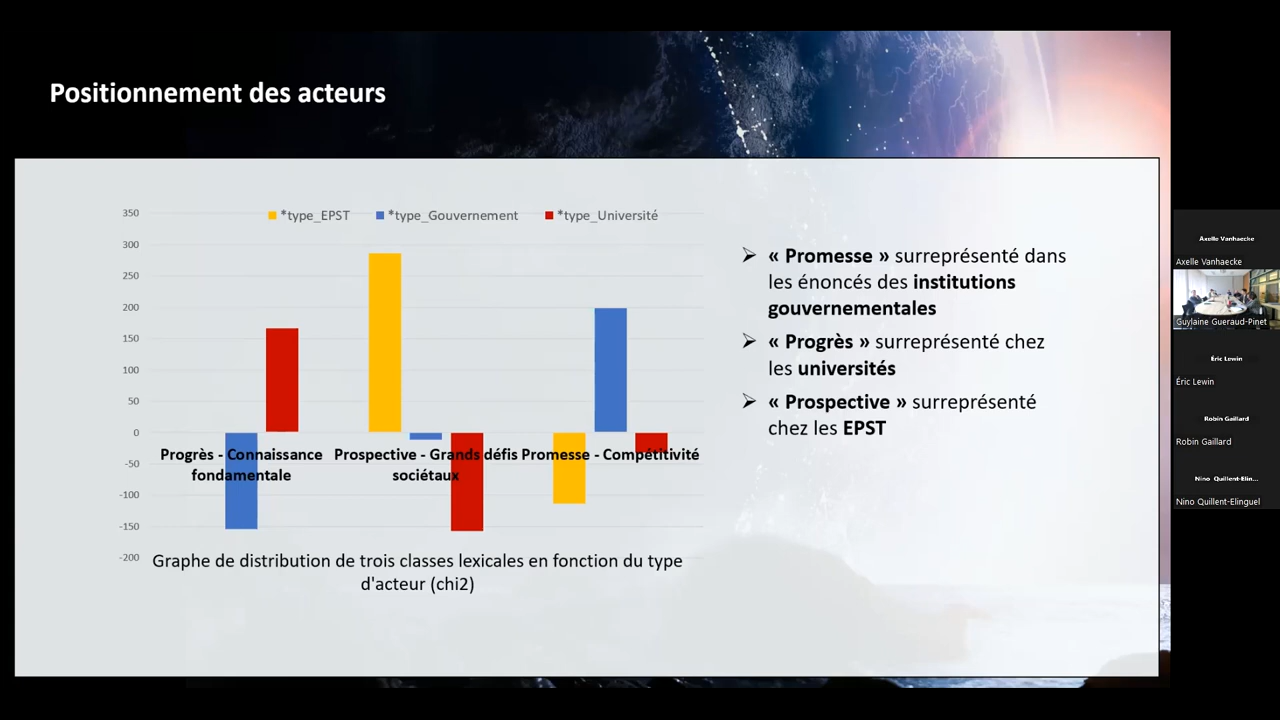 Positionnement des acteurs
350
300
250
200
150
100
50
0
-50
-100
-150
-200
*type_EPST
*type_Gouvernement
*type_Université
Progrès - Connaissance
fondamentale
Prospective - Grands défis
sociétaux
Promesse - Compétitivité
Graphe de distribution de trois classes lexicales en fonction du type
d'acteur (chi2)
« Promesse » surreprésenté dans
les énoncés des institutions
gouvernementales
« Progrès » surreprésenté chez
les universités
« Prospective » surreprésenté
chez les EPST
Axelle Vanhaecke
Axelle Vanhaecke
Guylaine Gueraud-Pinet
Éric Lewin
Éric Lewin
Robin Gaillard
Robin Gaillard
Nino Quillent-Elin...
Nino Quillent-Elinguel